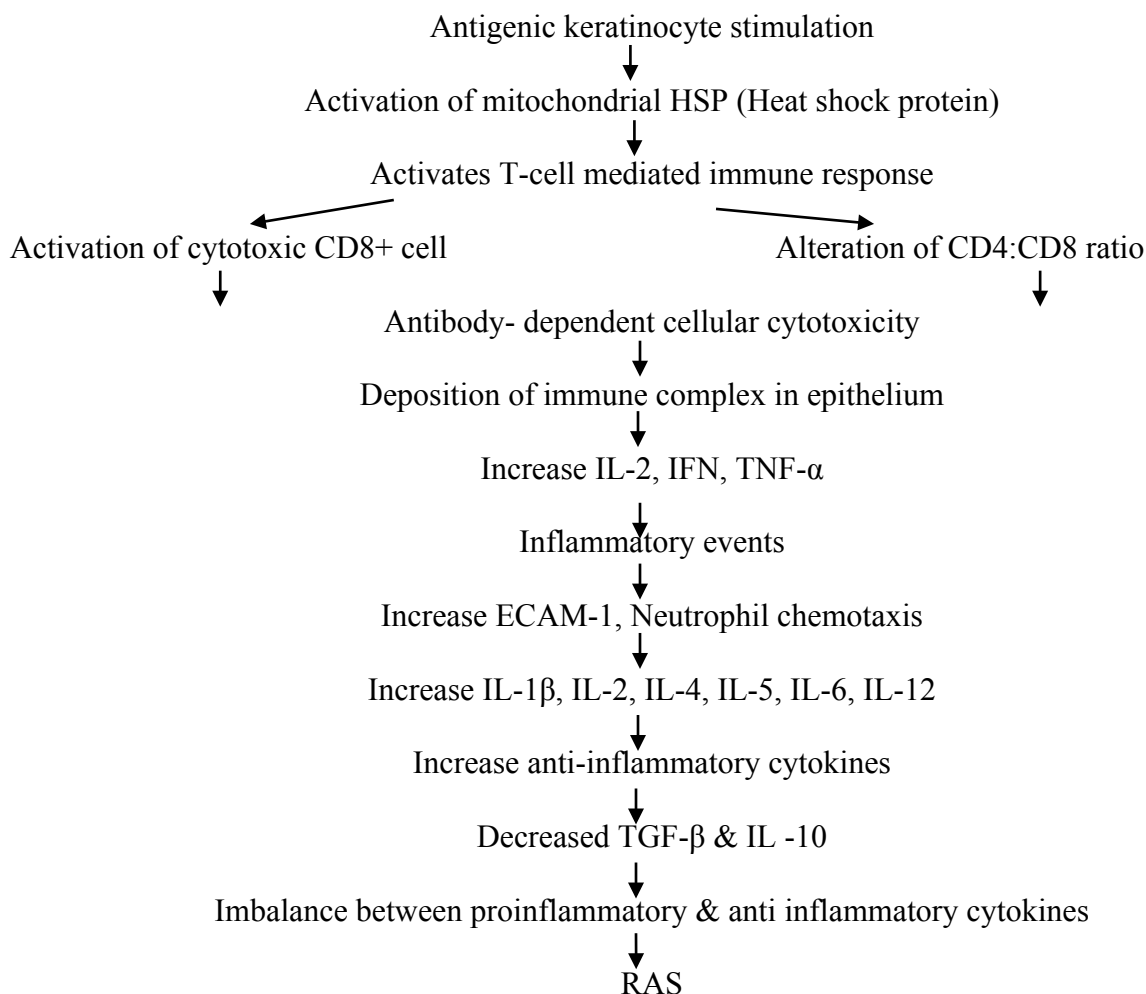 Antigenic keratinocyte stimulation
Activation of mitochondrial HSP (Heat shock protein)
Activates T-cell mediated immune response
Activation of cytotoxic CD8+ cell
Alteration of CD4:CD8 ratio
Antibody- dependent cellular cytotoxicity
Deposition of immune complex in epithelium
Increase IL-2, IFN, TNF-α
Inflammatory events
Increase ECAM-1, Neutrophil chemotaxis
Increase IL-1β, IL-2, IL-4, IL-5, IL-6, IL-12
Increase anti-inflammatory cytokines
Decreased TGF-β & IL -10
Imbalance between proinflammatory & anti inflammatory cytokines
RAS